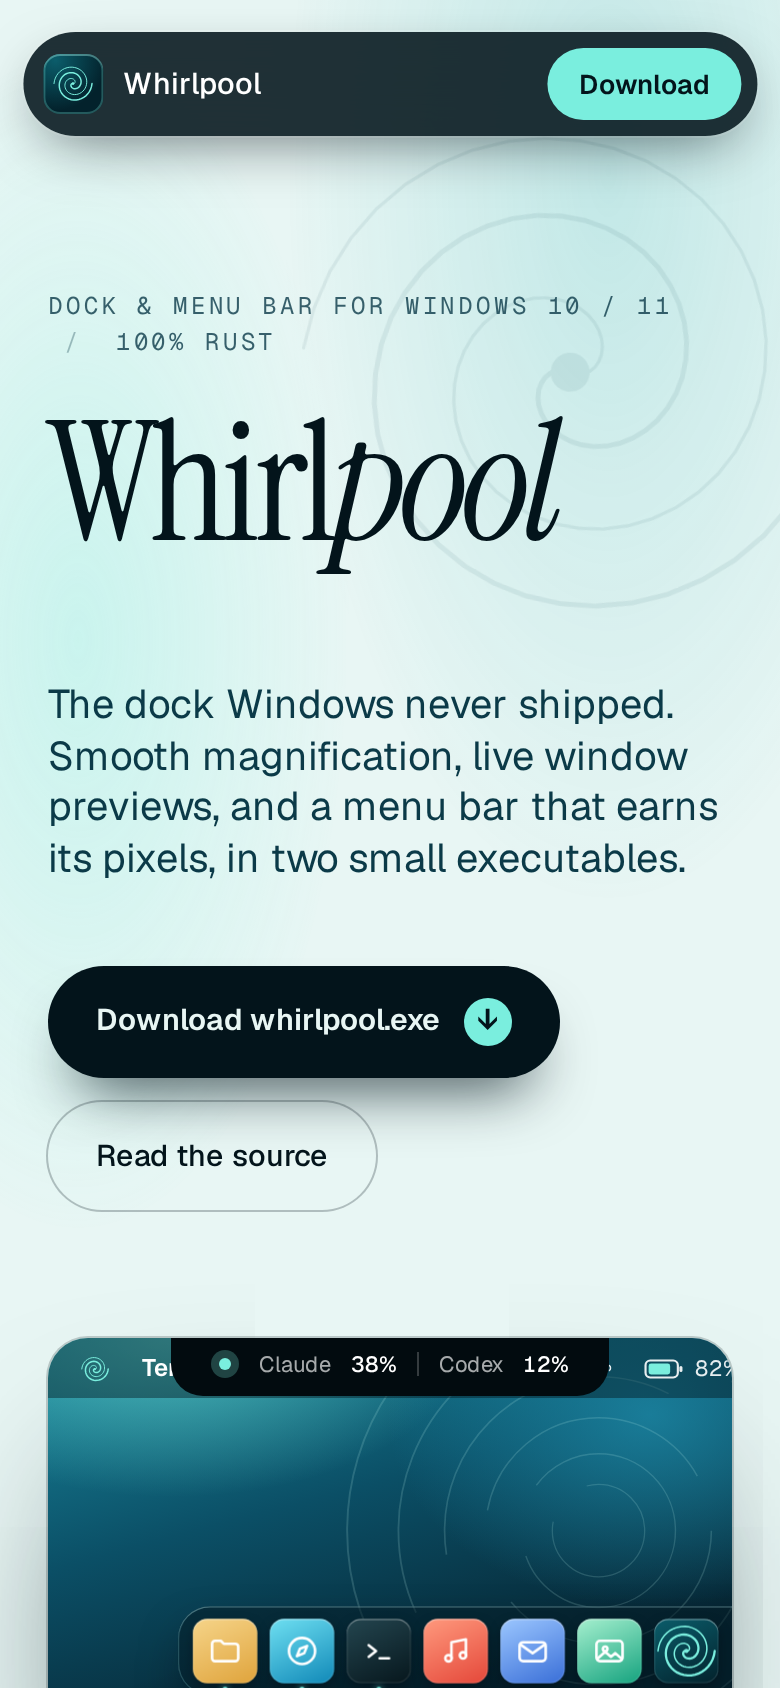 Whirlpool
Download
DOCK & MENU BAR FOR WINDOWS 10 / 11
/ 100% RUST
Whirlpool
The dock Windows never shipped.
Smooth magnification, live window
previews, and a menu bar that earns
its pixels, in two small executables.
Download whirlpool.exe
Read the source
Claude 38% Codex 12% 82%